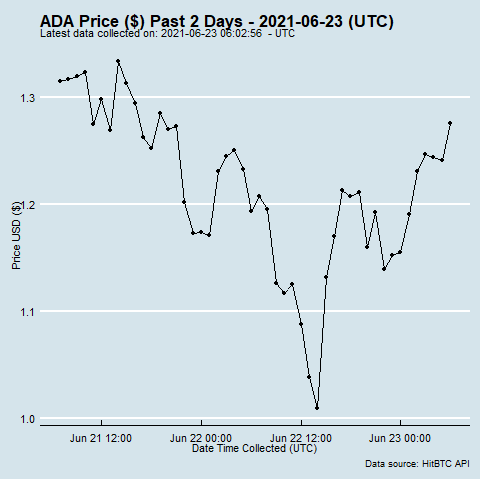 ADA Price ($) Past 2 Days - 2021-06-23 (UTC)
Latest data collected on: 2021-06-23 06:02:56  - UTC
Price USD ($)
1.3
1.2
1.1
1.0
Jun 21 12:00 Jun 22 00:00 Jun 22 12:00 Jun 23 00:00
Date Time Collected (UTC)
Data source: HitBTC API